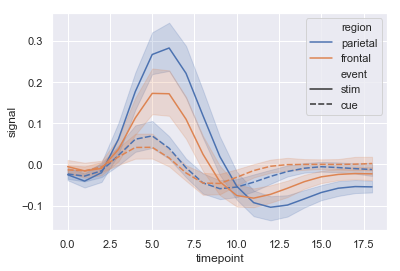 region
parietal
frontal
event
stim
cue
signal
0.3
0.2
0.1
0.0
−0.1
0.0 2.5 5.0 7.5 10.0 12.5 15.0 17.5
timepoint